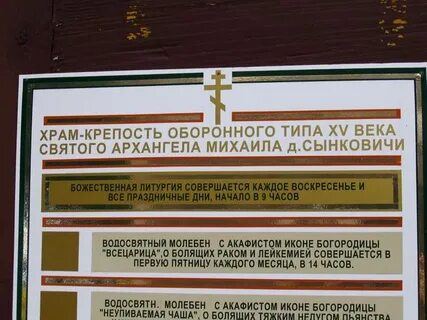 ХРАМ-КРЕПОСТЬ ОБОРОННОГО ТИПА XV ВЕКА
СВЯТОГО АРХАНГЕЛА МИХАИЛА д.СЫНКОВИЧИ
БОЖЕСТВЕННАЯ ЛИТУРГИЯ СОВЕРШАЕТСЯ КАЖДОЕ ВОСКРЕСЕНЬЕ И
ВСЕ ПРАЗДНИЧНЫЕ ДНИ, НАЧАЛО В 9 ЧАСОВ
ВОДОСВЯТНЫЙ МОЛЕБЕН С АКАФИСТОМ ИКОНЕ БОГОРОДИЦЫ
"ВСЕЦАРИЦА", О БОЛЯЩИХ РАКОМ И ЛЕЙКЕМИЕЙ СОВЕРШАЕТСЯ В
ПЕРВУЮ ПЯТНИЦУ КАЖДОГО МЕСЯЦА, В 14 ЧАСОВ.
ВОДОСВЯТН. МОЛЕБЕН С АКАФИСТОМ ИКОНЕ БОГОРОДИЦЫ
"НЕУПИВАЕМАЯ ЧАША", О БОЛЯЩИХ ТЯЖКИМ НЕДУГОМ ПЬЯНСТВА